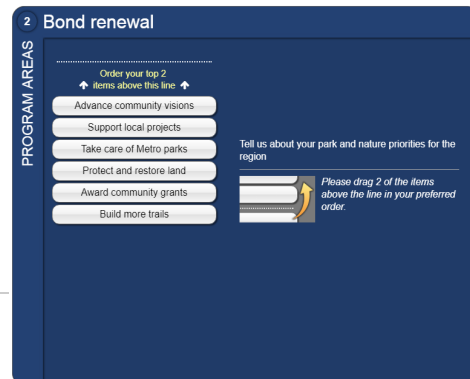 2 Bond renewal
PROGRAM AREAS
Order your top 2
items above this line
Advance community visions
Support local projects
Take care of Metro parks
Protect and restore land
Award community grants
Build more trails
Tell us about your park and nature priorities for the
region
Please drag 2 of the items
above the line in your preferred
order.